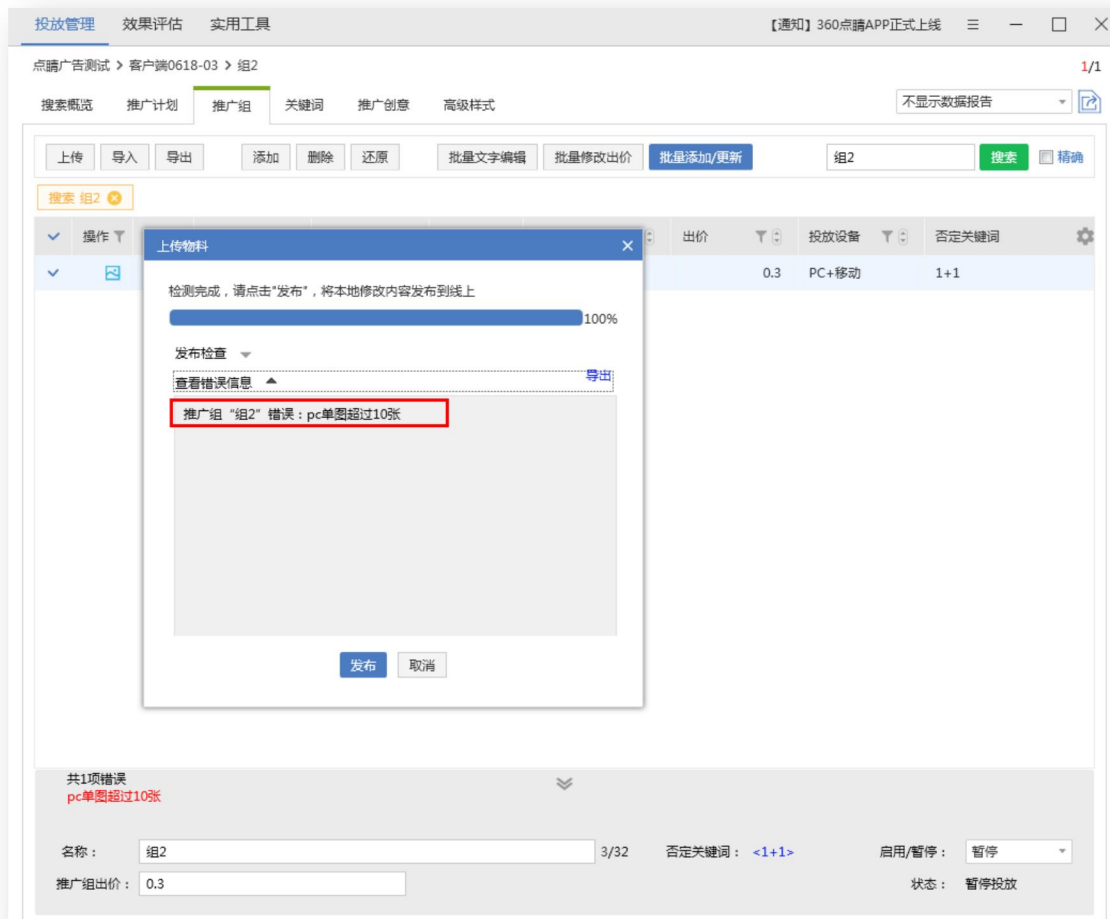 投放管理 效果评估 实用工具 【通知】360点睛APP正式上线
点睛广告测试 > 客户端0618-03 > 组2 1/1
搜索概览 推广计划 推广组 关键词 推广创意 高级样式 不显示数据报告
上传 导入 导出 添加 删除 还原 批量文字编辑 批量修改出价 批量添加/更新 组2 搜索 精确
搜索 组2
操作 出价 投放设备 否定关键词
0.3 PC+移动 1+1
上传物料
检测完成，请点击"发布"，将本地修改内容发布到线上
100%
发布检查
查看错误信息 导出
推广组“组2”错误：pc单图超过10张
发布 取消
共1项错误
pc单图超过10张
名称： 组2 3/32 否定关键词： <1+1> 启用/暂停： 暂停
推广组出价： 0.3 状态： 暂停投放